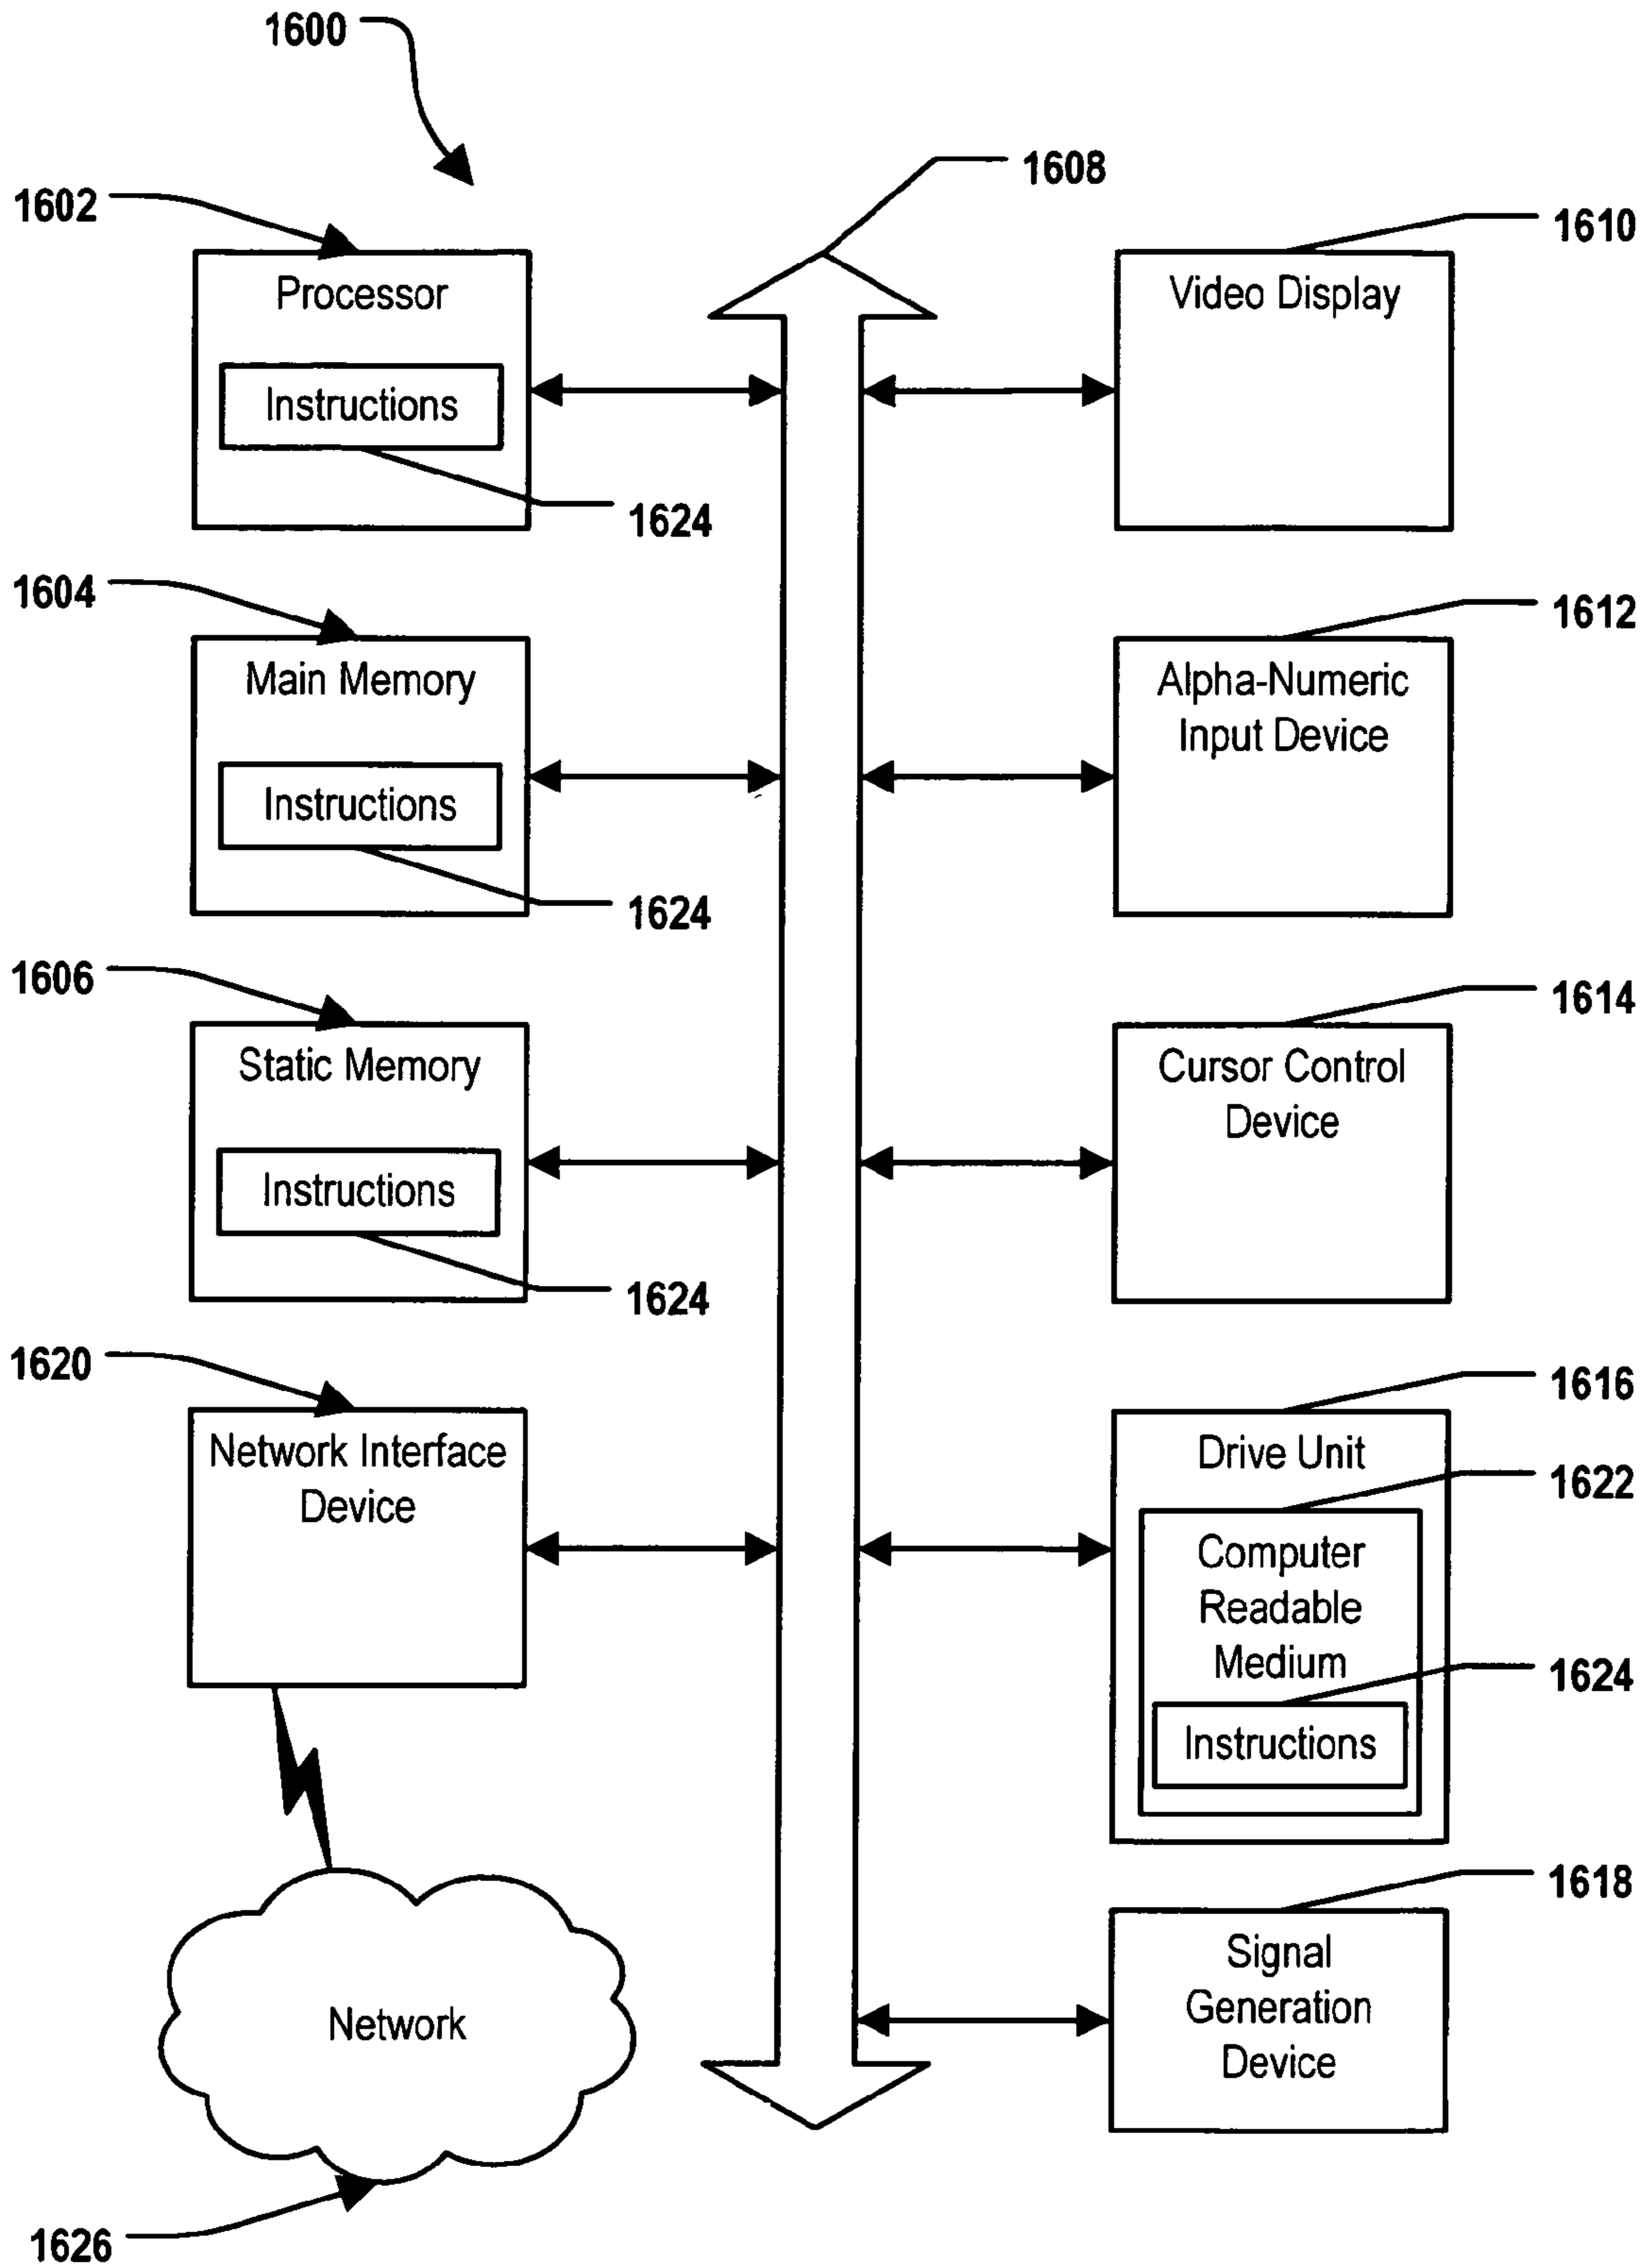 1600
1608
1602
1610
Processor
Instructions
1624
Video Display
1604
1612
Main Memory
Instructions
1624
Alpha-Numeric
Input Device
1606
1614
Static Memory
Instructions
1624
Cursor Control
Device
1620
1616
Network Interface
Device
Drive Unit
1622
Computer
Readable
Medium
1624
Instructions
1618
Signal
Generation
Device
Network
1626